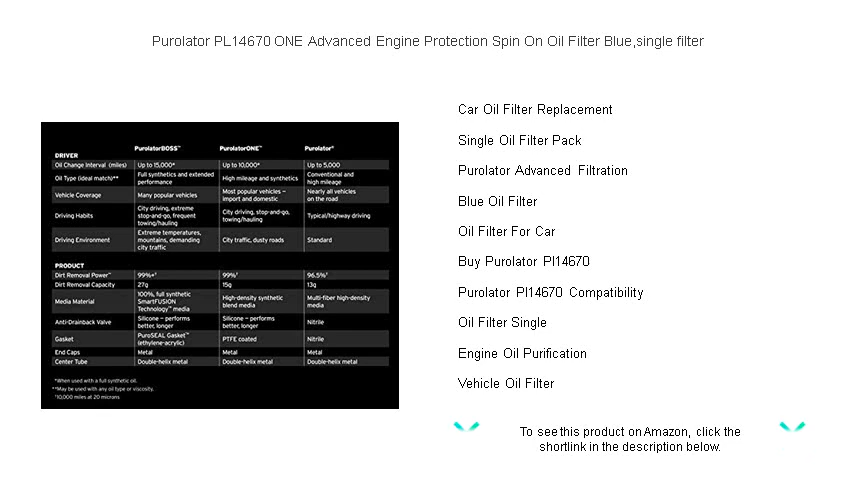 Purolator PL14670 ONE Advanced Engine Protection Spin On Oil Filter Blue,single filter
PurolatorBOSS™ PurolatorONE™ Purolator®
DRIVER
Oil Change Interval (miles) Up to 15,000* Up to 10,000* Up to 5,000
Oil Type (ideal match)** Full synthetics and extended performance High mileage and synthetics Conventional and high mileage
Vehicle Coverage Many popular vehicles Most popular vehicles – import and domestic Nearly all vehicles on the road
Driving Habits City driving, extreme stop-and-go, frequent towing/hauling City driving, stop-and-go, towing/hauling Typical/highway driving
Driving Environment Extreme temperatures, mountains, demanding city traffic City traffic, dusty roads Standard
PRODUCT
Dirt Removal Power™ 99%+† 99%† 96.5%†
Dirt Removal Capacity 27g 15g 13g
Media Material 100%, full synthetic SmartFUSION Technology™ media High-density synthetic blend media Multi-fiber high-density media
Anti-Drainback Valve Silicone – performs better, longer Silicone – performs better, longer Nitrile
Gasket PuroSEAL Gasket™ (ethylene-acrylic) PTFE coated Nitrile
End Caps Metal Metal Metal
Center Tube Double-helix metal Double-helix metal Double-helix metal
*When used with a full synthetic oil.
**May be used with any oil type or viscosity.
†10,000 miles at 20 microns
Car Oil Filter Replacement
Single Oil Filter Pack
Purolator Advanced Filtration
Blue Oil Filter
Oil Filter For Car
Buy Purolator Pl14670
Purolator Pl14670 Compatibility
Oil Filter Single
Engine Oil Purification
Vehicle Oil Filter
To see this product on Amazon, click the
shortlink in the description below.